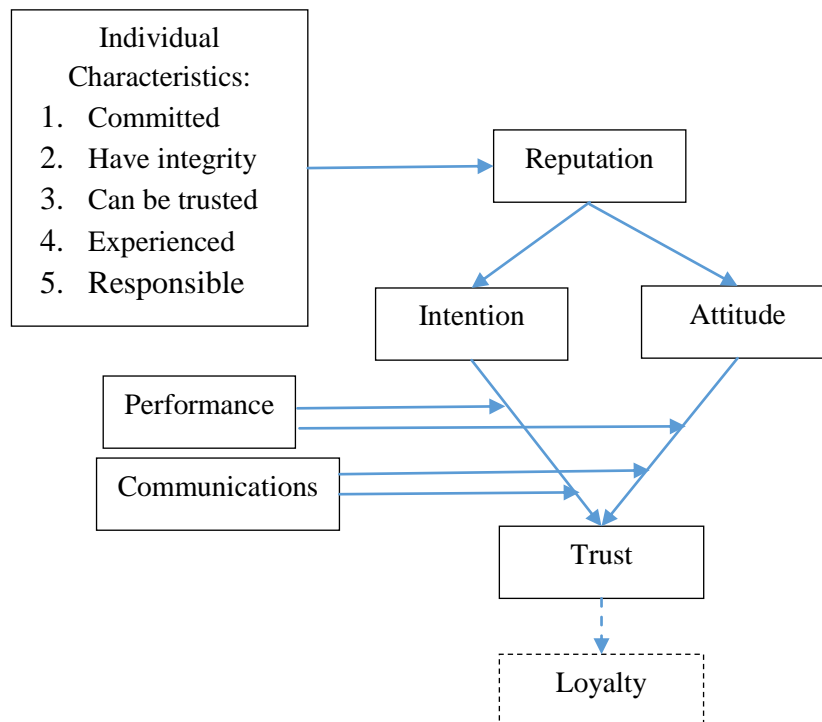 Individual
Characteristics:
1. Committed
2. Have integrity
3. Can be trusted
4. Experienced
5. Responsible
Reputation
Intention
Attitude
Performance
Communications
Trust
Loyalty